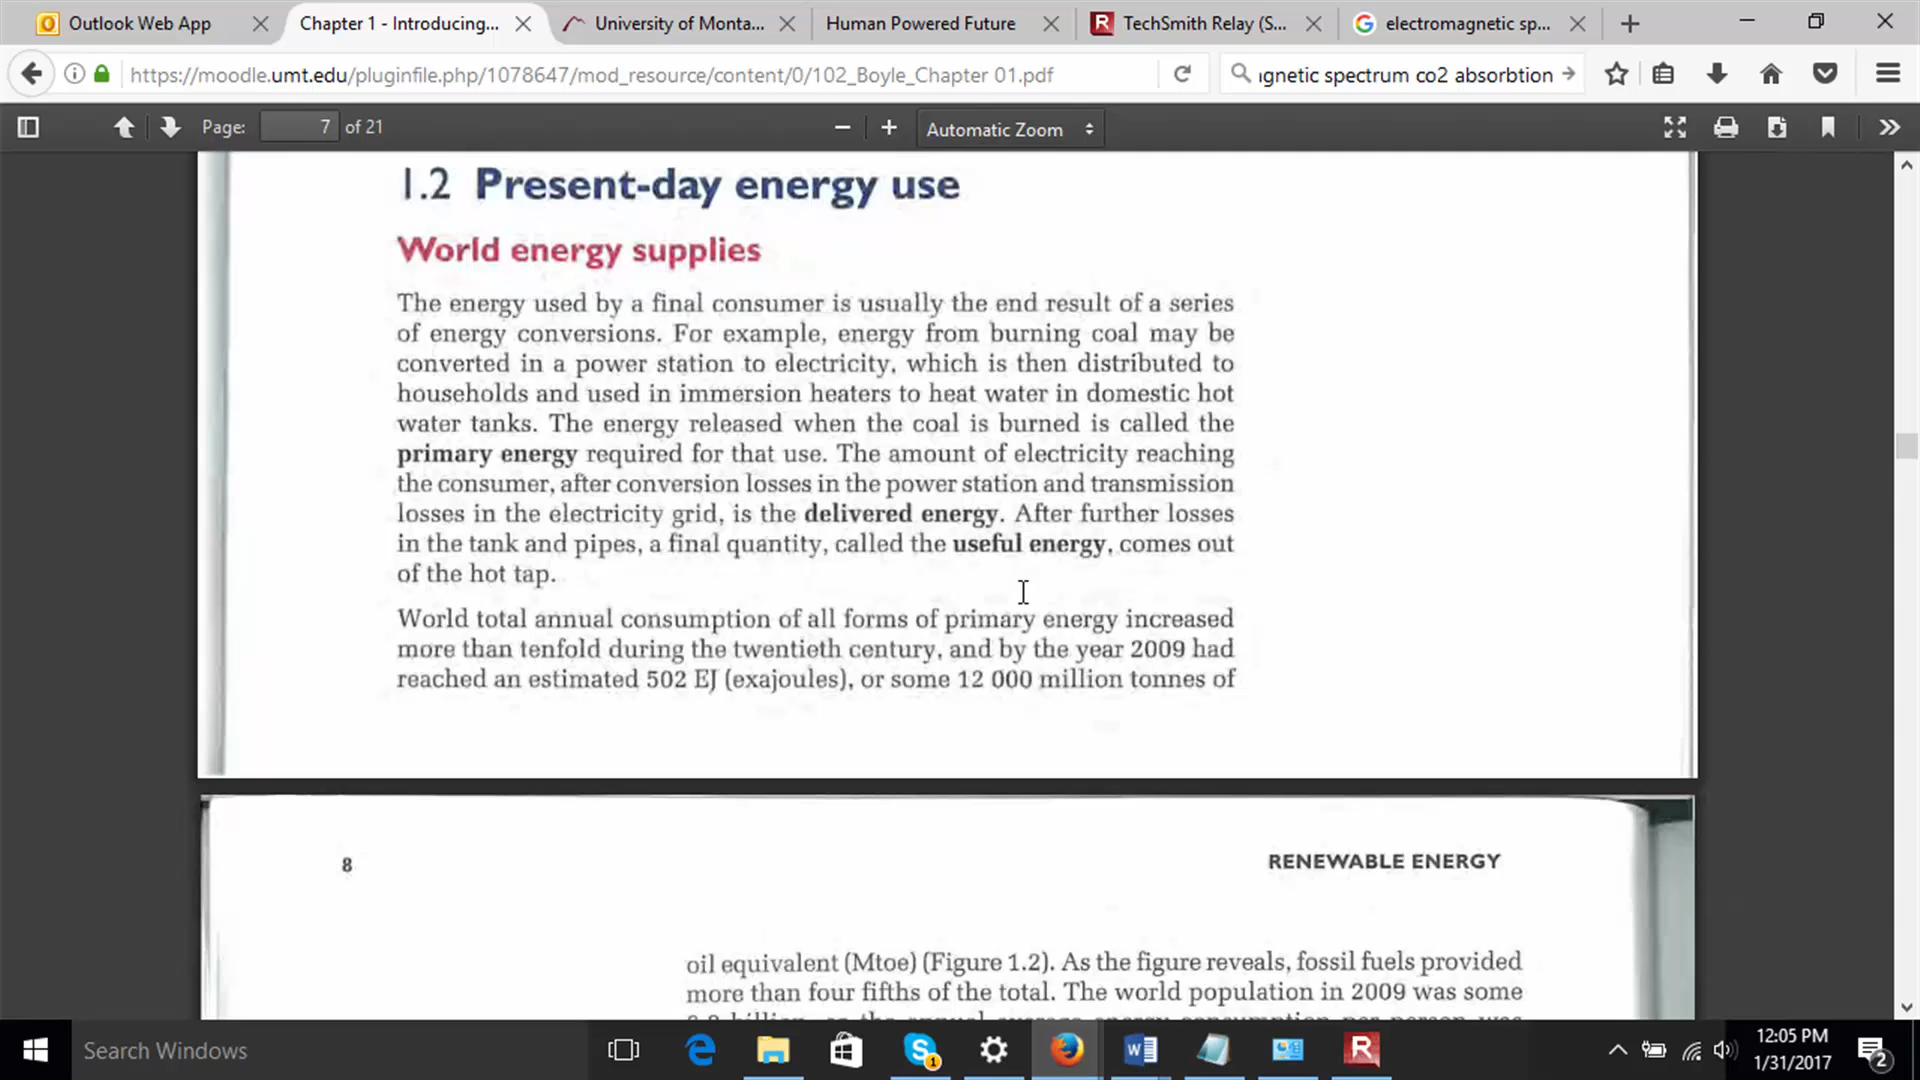 Outlook Web App
Chapter 1 - Introducing...
University of Monta...
Human Powered Future
TechSmith Relay (S...
electromagnetic sp...
https://moodle.umt.edu/pluginfile.php/1078647/mod_resource/content/0/102_Boyle_Chapter 01.pdf
gnetic spectrum co2 absorbtion
Page: 7 of 21
Automatic Zoom
1.2 Present-day energy use
World energy supplies
The energy used by a final consumer is usually the end result of a series
of energy conversions. For example, energy from burning coal may be
converted in a power station to electricity, which is then distributed to
households and used in immersion heaters to heat water in domestic hot
water tanks. The energy released when the coal is burned is called the
primary energy required for that use. The amount of electricity reaching
the consumer, after conversion losses in the power station and transmission
losses in the electricity grid, is the delivered energy. After further losses
in the tank and pipes, a final quantity, called the useful energy, comes out
of the hot tap.
World total annual consumption of all forms of primary energy increased
more than tenfold during the twentieth century, and by the year 2009 had
reached an estimated 502 EJ (exajoules), or some 12 000 million tonnes of
8
RENEWABLE ENERGY
oil equivalent (Mtoe) (Figure 1.2). As the figure reveals, fossil fuels provided
more than four fifths of the total. The world population in 2009 was some
Search Windows
12:05 PM
1/31/2017